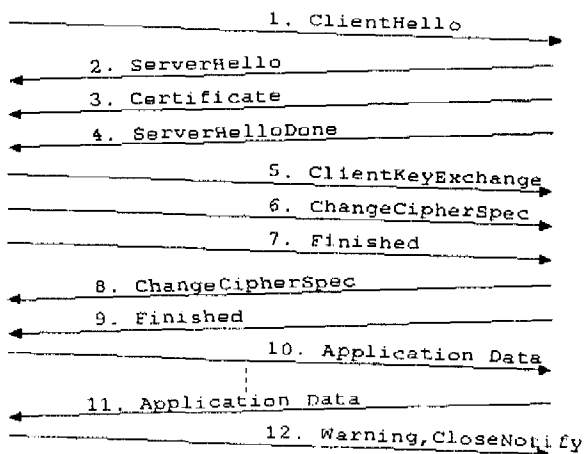 1. ClientHello
2. ServerHello
3. Certificate
4. ServerHelloDone
5. ClientKeyExchange
6. ChangeCipherSpec
7. Finished
8. ChangeCipherSpec
9. Finished
10. Application Data
11. Application Data
12. Warning,CloseNotify